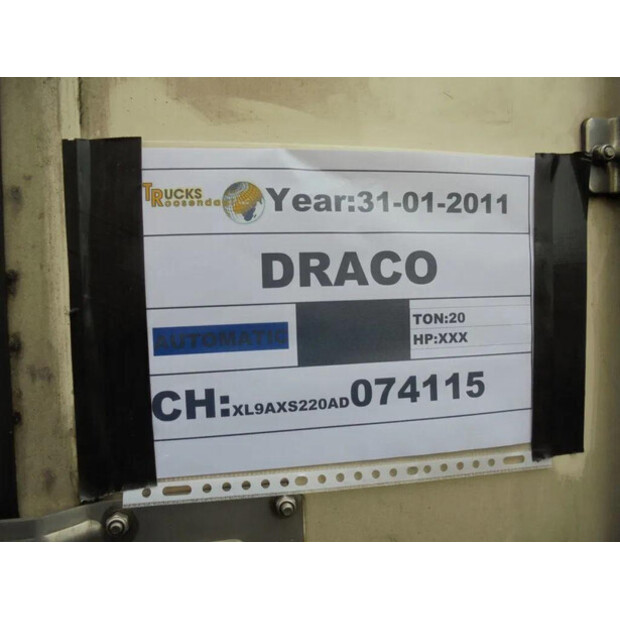 TRUCKS
Roosendaal
Year:31-01-2011
DRACO
AUTOMATIC
TON:20
HP:XXX
CH:XL9AXS220AD074115